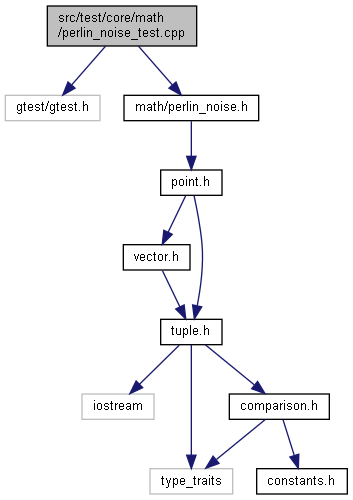 src/test/core/math
/perlin_noise_test.cpp
gtest/gtest.h
math/perlin_noise.h
point.h
vector.h
tuple.h
iostream
comparison.h
type_traits
constants.h